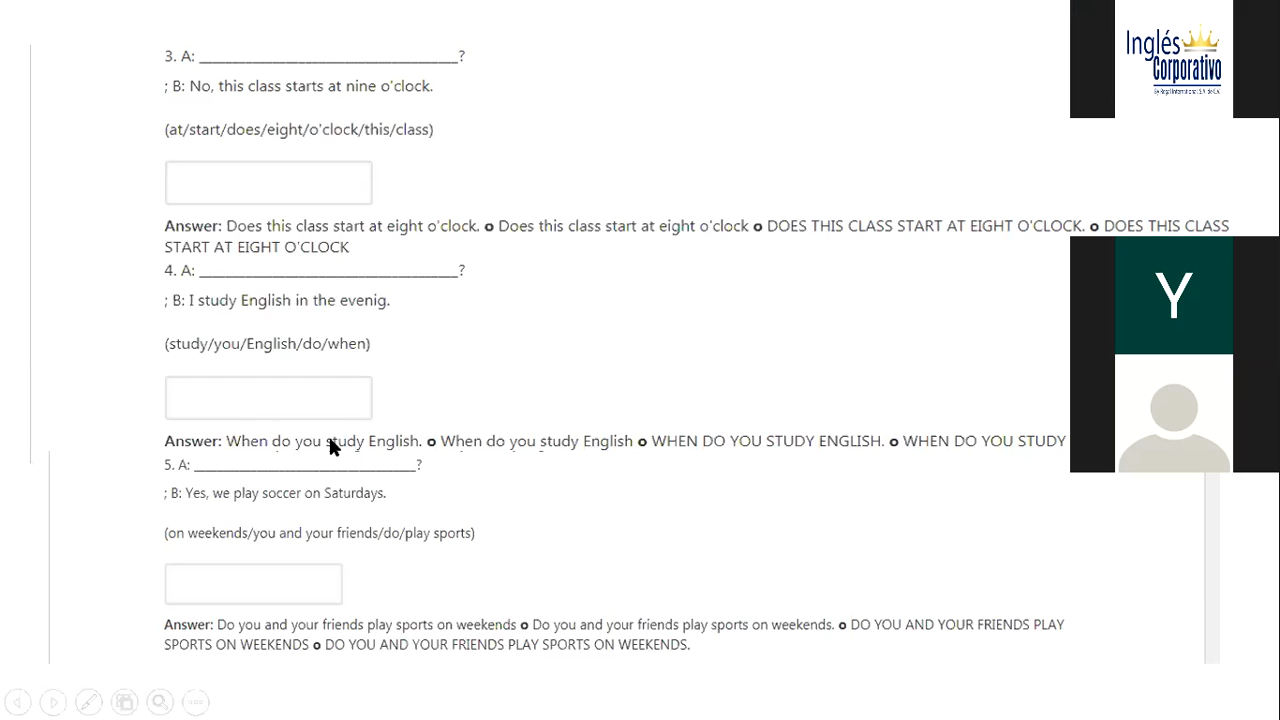 3. A: ________________________________?
; B: No, this class starts at nine o'clock.
(at/start/does/eight/o'clock/this/class)
Answer: Does this class start at eight o'clock. o Does this class start at eight o'clock o DOES THIS CLASS START AT EIGHT O'CLOCK. o DOES THIS CLASS
START AT EIGHT O'CLOCK
4. A: ________________________________?
; B: I study English in the evenig.
(study/you/English/do/when)
Answer: When do you study English. o When do you study English o WHEN DO YOU STUDY ENGLISH. o WHEN DO YOU STUDY
5. A: ______________________________?
; B: Yes, we play soccer on Saturdays.
(on weekends/you and your friends/do/play sports)
Answer: Do you and your friends play sports on weekends o Do you and your friends play sports on weekends. o DO YOU AND YOUR FRIENDS PLAY
SPORTS ON WEEKENDS o DO YOU AND YOUR FRIENDS PLAY SPORTS ON WEEKENDS.
Inglés
Corporativo
Y